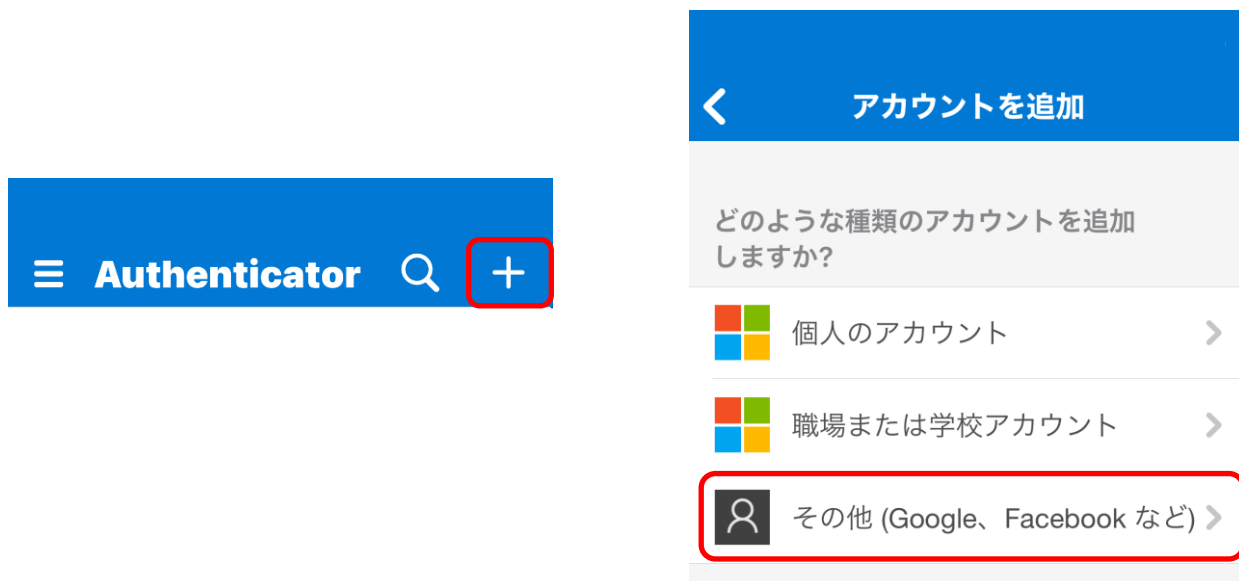 Authenticator
アカウントを追加
どのような種類のアカウントを追加
しますか?
個人のアカウント
職場または学校アカウント
その他 (Google、Facebook など)